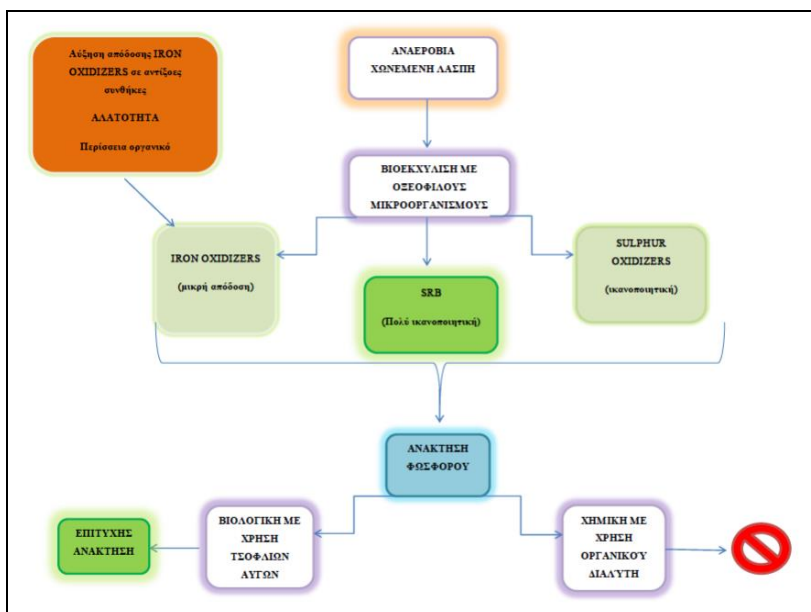 Αύξηση απόδοσης IRON
OXIDIZERS σε αντίξοες
συνθήκες
ΑΛΑΤΟΤΗΤΑ
Περίσσεια οργανικό
ΑΝΑΕΡΟΒΙΑ
ΧΩΝΕΜΕΝΗ ΛΑΣΠΗ
ΒΙΟΕΚΧΥΛΙΣΗ ΜΕ
ΟΞΕΟΦΙΛΟΥΣ
ΜΙΚΡΟΟΡΓΑΝΙΣΜΟΥΣ
IRON OXIDIZERS
(μικρή απόδοση)
SRB
(Πολύ ικανοποιητική)
SULPHUR
OXIDIZERS
(ικανοποιητική)
ΑΝΑΚΤΗΣΗ
ΦΩΣΦΟΡΟΥ
ΕΠΙΤΥΧΗΣ
ΑΝΑΚΤΗΣΗ
ΒΙΟΛΟΓΙΚΗ ΜΕ
ΧΡΗΣΗ
ΤΣΟΦΛΙΩΝ
ΑΥΓΩΝ
ΧΗΜΙΚΗ ΜΕ
ΧΡΗΣΗ
ΟΡΓΑΝΙΚΟΎ
ΔΙΑΛΎΤΗ